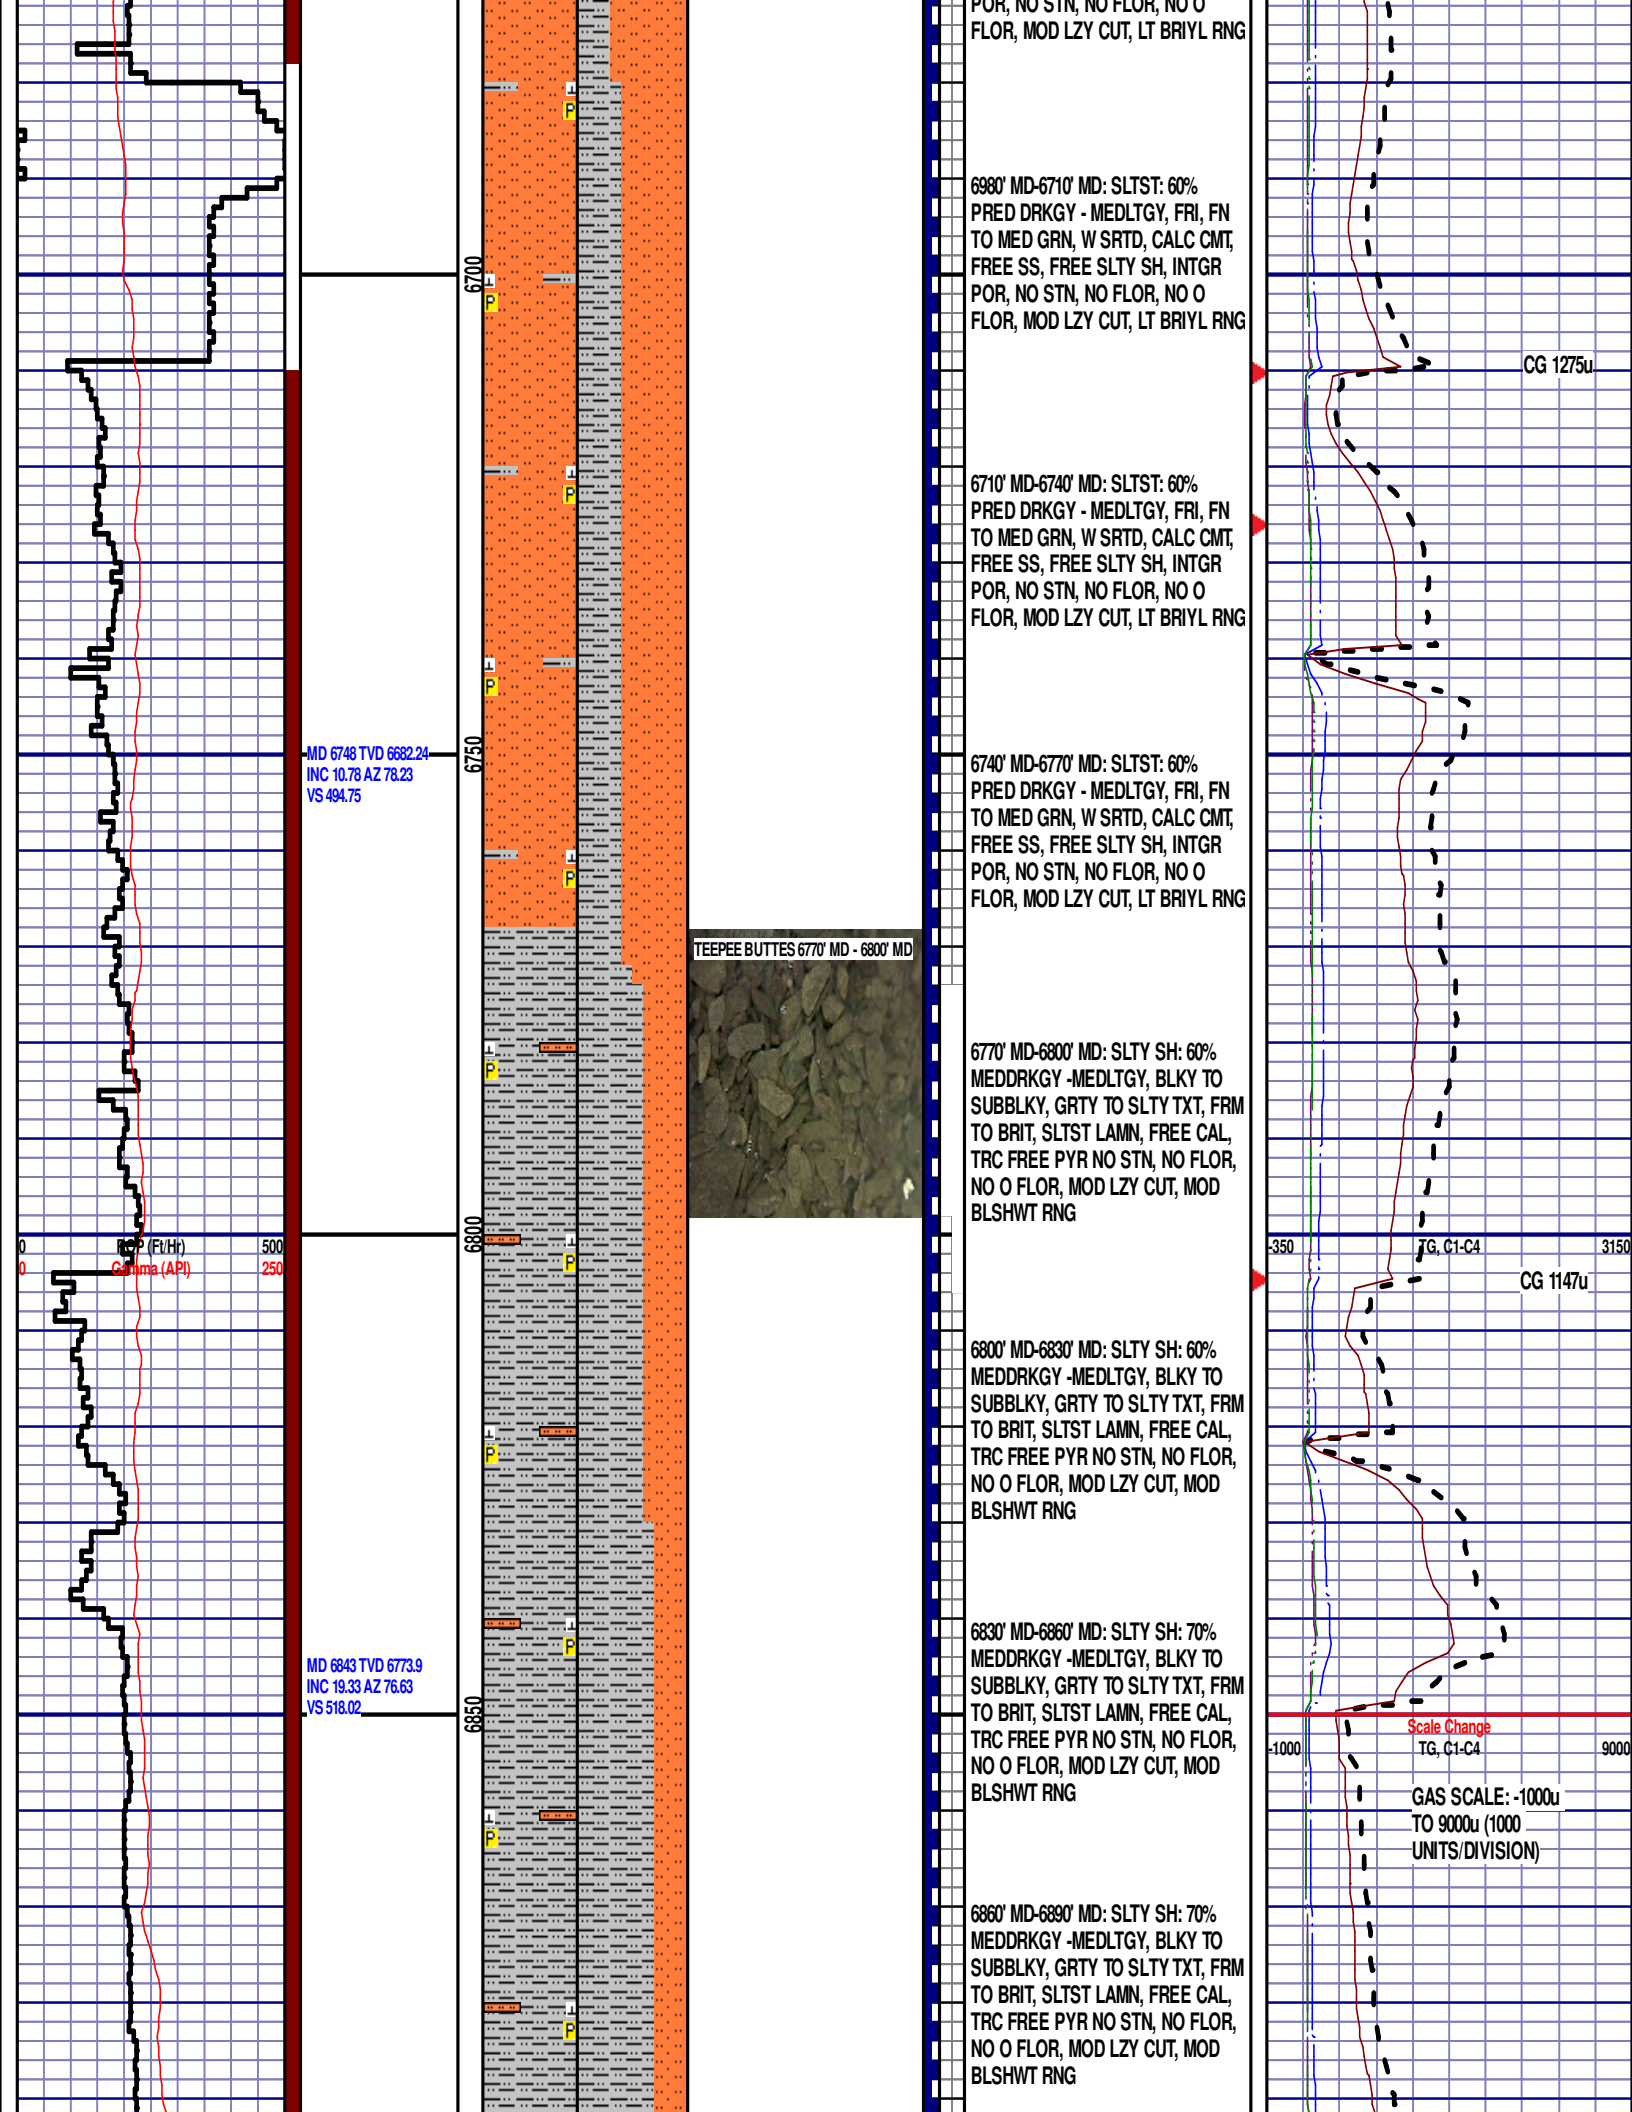 POR, NO STN, NO FLOR, NO O
FLOR, MOD LZY CUT, LT BRIYL RNG
P
6980' MD-6710' MD: SLTST: 60%
PRED DRKGY - MEDLTGY, FRI, FN
TO MED GRN, W SRTD, CALC CMT,
FREE SS, FREE SLTY SH, INTGR
POR, NO STN, NO FLOR, NO O
FLOR, MOD LZY CUT, LT BRIYL RNG
6700
P
CG 1275u
6710' MD-6740' MD: SLTST: 60%
PRED DRKGY - MEDLTGY, FRI, FN
TO MED GRN, W SRTD, CALC CMT,
FREE SS, FREE SLTY SH, INTGR
POR, NO STN, NO FLOR, NO O
FLOR, MOD LZY CUT, LT BRIYL RNG
P
P
MD 6748 TVD 6682.24
INC 10.78 AZ 78.23
VS 494.75
6750
6740' MD-6770' MD: SLTST: 60%
PRED DRKGY - MEDLTGY, FRI, FN
TO MED GRN, W SRTD, CALC CMT,
FREE SS, FREE SLTY SH, INTGR
POR, NO STN, NO FLOR, NO O
FLOR, MOD LZY CUT, LT BRIYL RNG
P
TEEPEE BUTTES 6770' MD - 6800' MD
6770' MD-6800' MD: SLTY SH: 60%
MEDDRKGY -MEDLTGY, BLKY TO
SUBBLKY, GRTY TO SLTY TXT, FRM
TO BRIT, SLTST LAMN, FREE CAL,
TRC FREE PYR NO STN, NO FLOR,
NO O FLOR, MOD LZY CUT, MOD
BLSHWT RNG
P
6800
0 ROP (Ft/Hr) 500
0 Gamma (API) 250
-350 TG, C1-C4 3150
P
CG 1147u
6800' MD-6830' MD: SLTY SH: 60%
MEDDRKGY -MEDLTGY, BLKY TO
SUBBLKY, GRTY TO SLTY TXT, FRM
TO BRIT, SLTST LAMN, FREE CAL,
TRC FREE PYR NO STN, NO FLOR,
NO O FLOR, MOD LZY CUT, MOD
BLSHWT RNG
P
6830' MD-6860' MD: SLTY SH: 70%
MEDDRKGY -MEDLTGY, BLKY TO
SUBBLKY, GRTY TO SLTY TXT, FRM
TO BRIT, SLTST LAMN, FREE CAL,
TRC FREE PYR NO STN, NO FLOR,
NO O FLOR, MOD LZY CUT, MOD
BLSHWT RNG
P
MD 6843 TVD 6773.9
INC 19.33 AZ 76.63
VS 518.02
6850
Scale Change
-1000 TG, C1-C4 9000
GAS SCALE: -1000u
TO 9000u (1000
UNITS/DIVISION)
P
6860' MD-6890' MD: SLTY SH: 70%
MEDDRKGY -MEDLTGY, BLKY TO
SUBBLKY, GRTY TO SLTY TXT, FRM
TO BRIT, SLTST LAMN, FREE CAL,
TRC FREE PYR NO STN, NO FLOR,
NO O FLOR, MOD LZY CUT, MOD
BLSHWT RNG
P